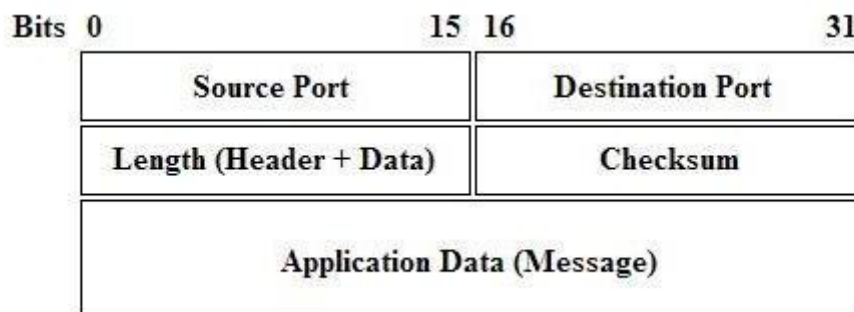 Bits 0 15 16 31
Source Port Destination Port
Length (Header + Data) Checksum
Application Data (Message)